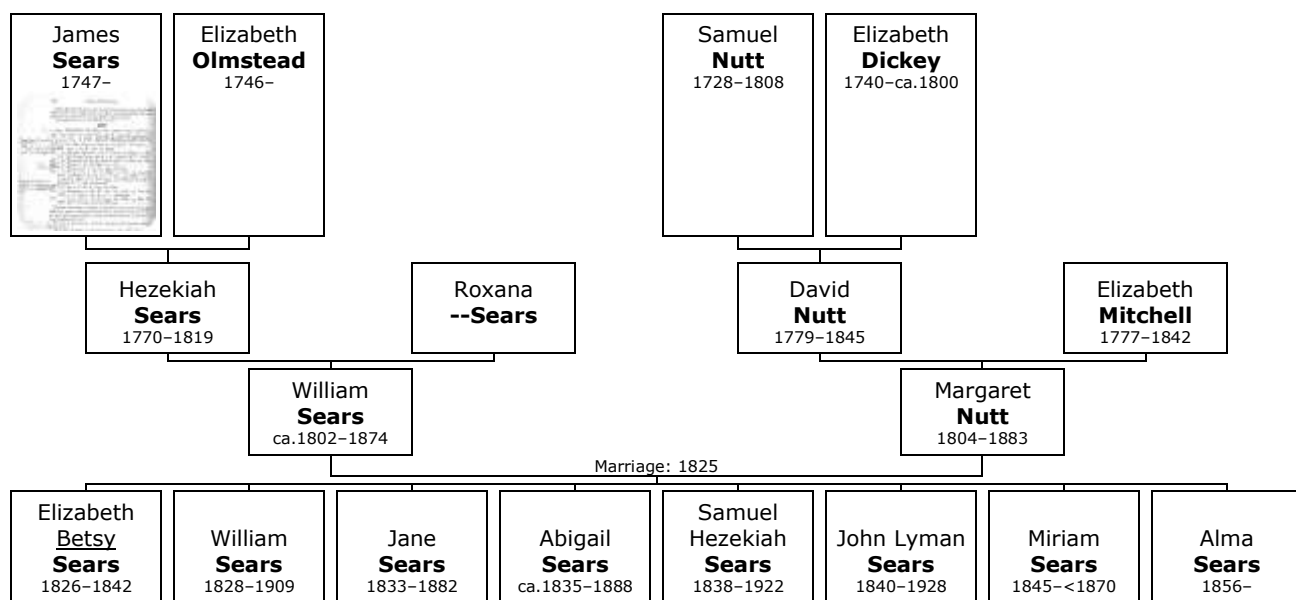 James
Sears
1747–
Elizabeth
Olmstead
1746–
Samuel
Nutt
1728–1808
Elizabeth
Dickey
1740–ca.1800
Hezekiah
Sears
1770–1819
Roxana
--Sears
David
Nutt
1779–1845
Elizabeth
Mitchell
1777–1842
William
Sears
ca.1802–1874
Margaret
Nutt
1804–1883
Marriage: 1825
Elizabeth
Betsy
Sears
1826–1842
William
Sears
1828–1909
Jane
Sears
1833–1882
Abigail
Sears
ca.1835–1888
Samuel
Hezekiah
Sears
1838–1922
John Lyman
Sears
1840–1928
Miriam
Sears
1845–<1870
Alma
Sears
1856–